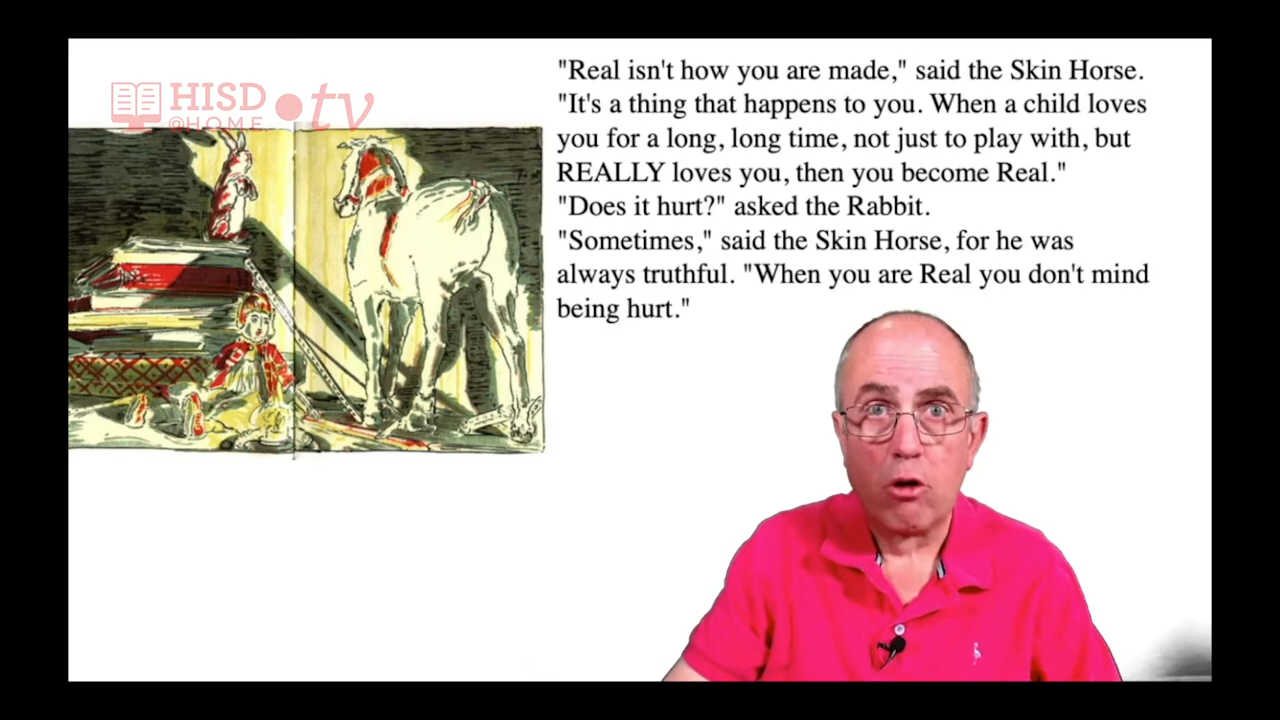 HISD
@HOME
.tv
"Real isn't how you are made," said the Skin Horse.
"It's a thing that happens to you. When a child loves
you for a long, long time, not just to play with, but
REALLY loves you, then you become Real."
"Does it hurt?" asked the Rabbit.
"Sometimes," said the Skin Horse, for he was
always truthful. "When you are Real you don't mind
being hurt."